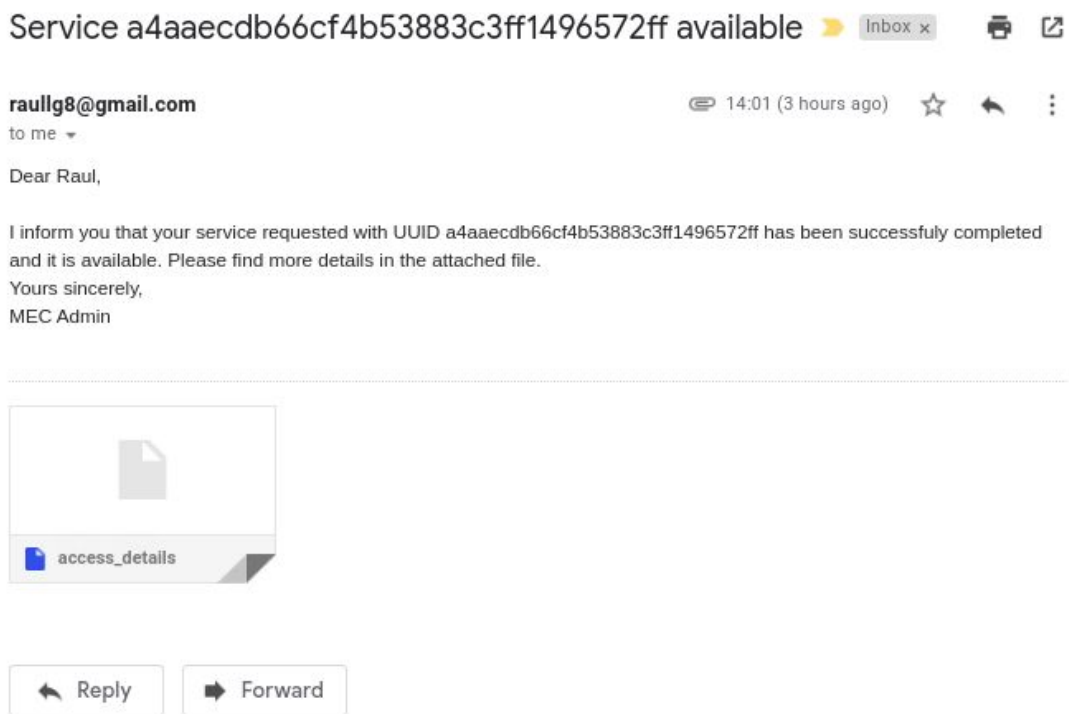 Service a4aaecdb66cf4b53883c3ff1496572ff available Inbox x
raullg8@gmail.com 14:01 (3 hours ago)
to me
Dear Raul,
I inform you that your service requested with UUID a4aaecdb66cf4b53883c3ff1496572ff has been successfuly completed
and it is available. Please find more details in the attached file.
Yours sincerely,
MEC Admin
access_details
Reply Forward